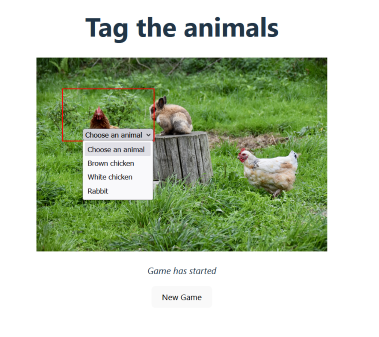 Tag the animals
Choose an animal
Choose an animal
Brown chicken
White chicken
Rabbit
Game has started
New Game